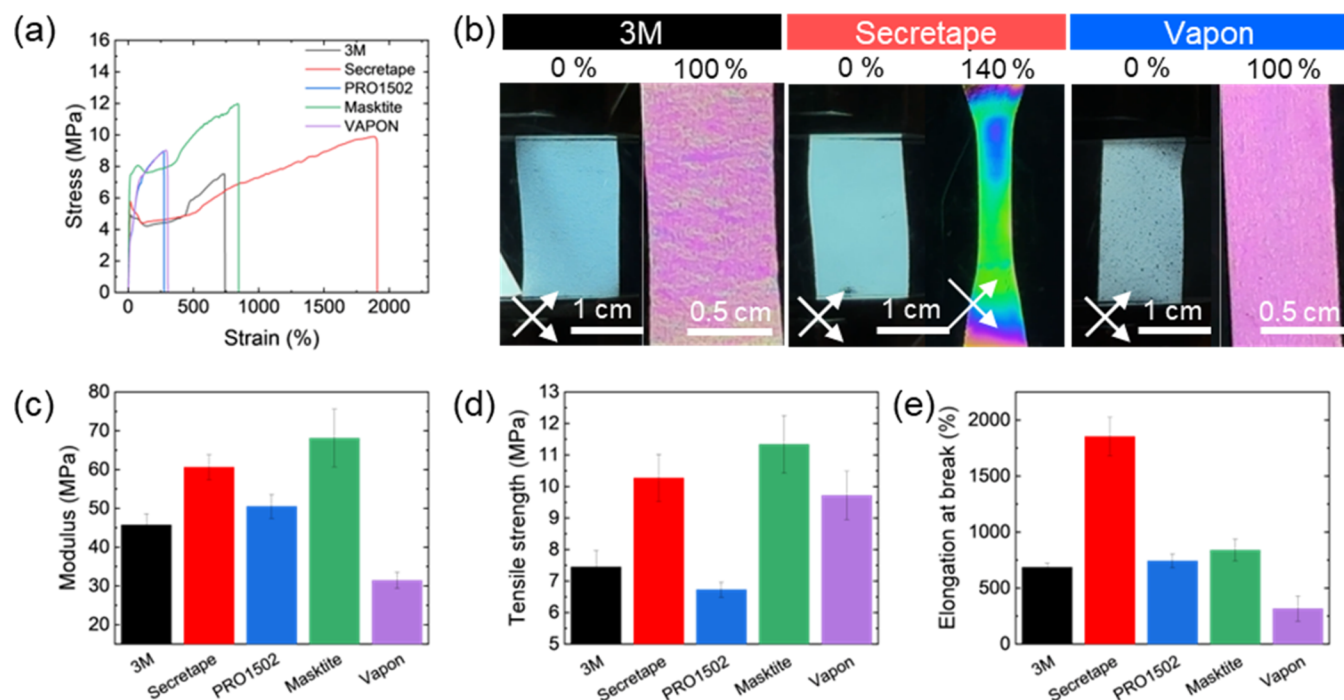 (a)
16
14
12
10
8
6
4
2
0
Stress (MPa)
3M
Secretape
PRO1502
Masktite
VAPON
0 500 1000 1500 2000
Strain (%)
(b)
3M Secretape Vapon
0 % 100 % 0 % 140 % 0 % 100 %
1 cm 0.5 cm 1 cm 1 cm 0.5 cm
(c)
80
70
60
50
40
30
20
Modulus (MPa)
3M Secretape PRO1502 Masktite Vapon
(d)
13
12
11
10
9
8
7
6
5
Tensile strength (MPa)
3M Secretape PRO1502 Masktite Vapon
(e)
2000
1500
1000
500
0
Elongation at break (%)
3M Secretape PRO1502 Masktite Vapon